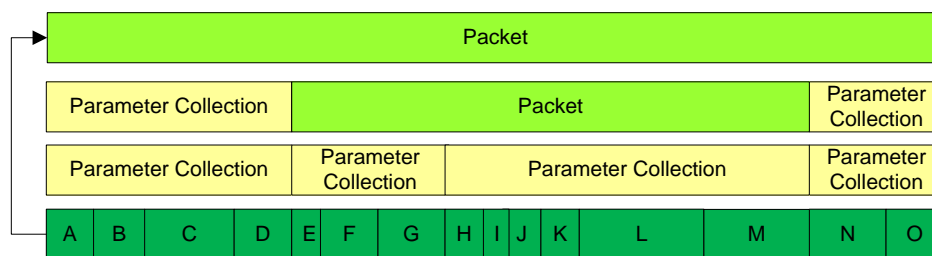 Packet
Parameter Collection
Packet
Parameter
Collection
Parameter Collection
Parameter
Collection
Parameter Collection
Parameter
Collection
A B C D E F G H I J K L M N O